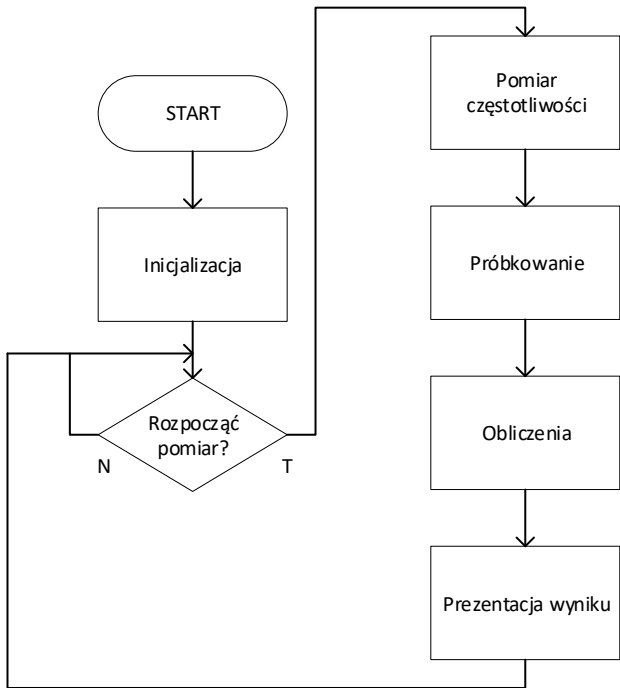 START
Inicjalizacja
Rozpocząć
pomiar?
N
T
Pomiar
częstotliwości
Próbkowanie
Obliczenia
Prezentacja wyniku